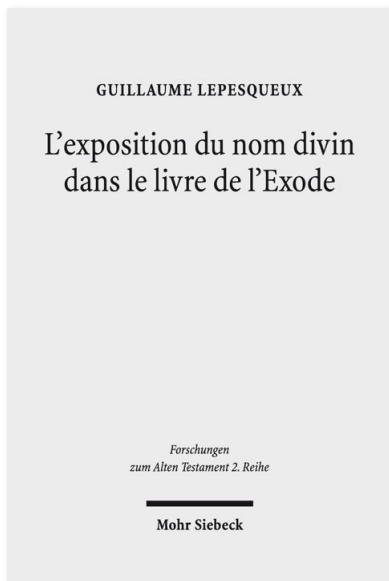 GUILLAUME LEPESQUEUX
L’exposition du nom divin
dans le livre de l’Exode
Forschungen
zum Alten Testament 2. Reihe
Mohr Siebeck